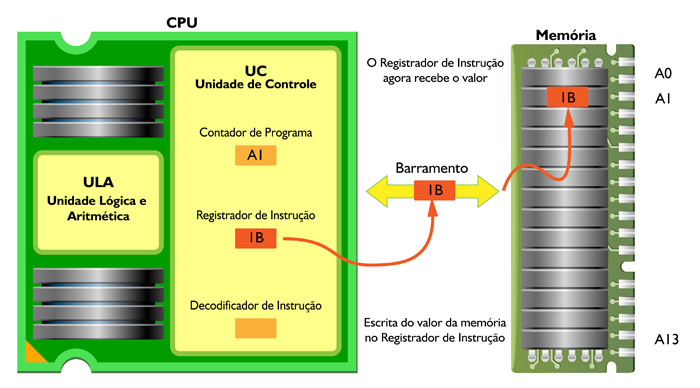 CPU
UC
Unidade de Controle
Contador de Programa
A1
ULA
Unidade Lógica e
Aritmética
Registrador de Instrução
1B
Decodificador de Instrução
O Registrador de Instrução
agora recebe o valor
Barramento
1B
Escrita do valor da memória
no Registrador de Instrução
Memória
1B
A0
A1
A13